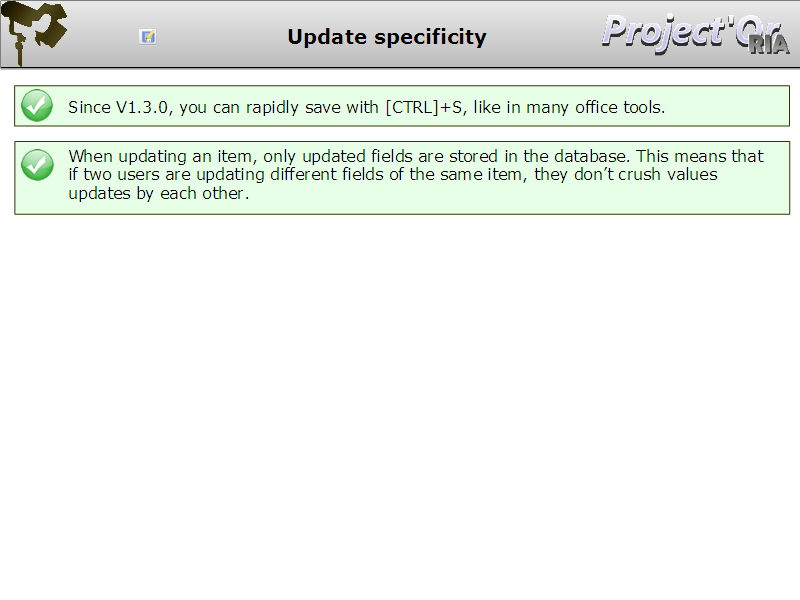 Update specificity
Project'Or
RIA
Since V1.3.0, you can rapidly save with [CTRL]+S, like in many office tools.
When updating an item, only updated fields are stored in the database. This means that
if two users are updating different fields of the same item, they don’t crush values
updates by each other.